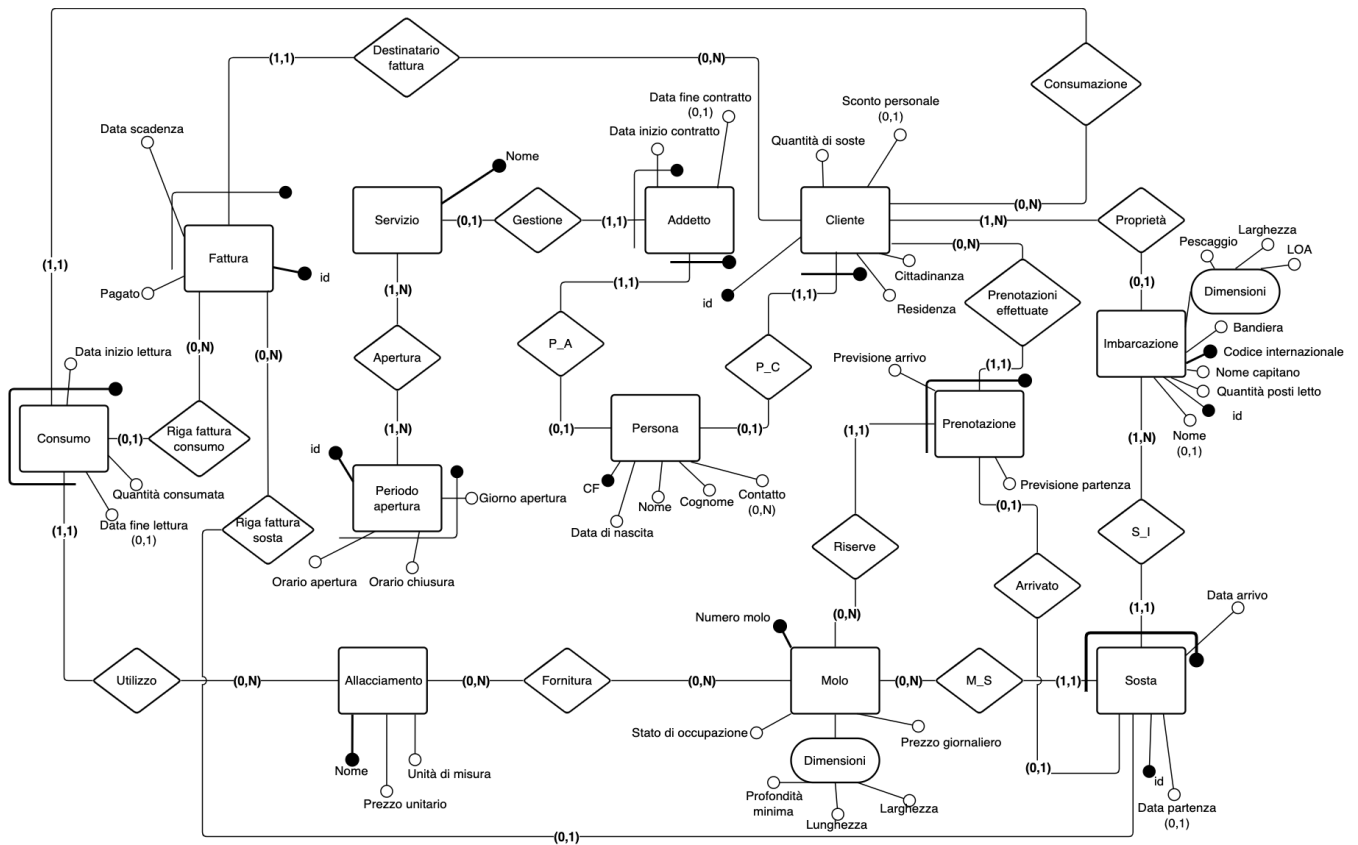 Destinatario
fattura
(1,1)
(0,N)
Consumazione
Data fine contratto
(0,1)
Data inizio contratto
Sconto personale
(0,1)
Quantità di soste
Data scadenza
Nome
Servizio
(0,1)
Gestione
(1,1)
Addetto
Cliente
(0,N)
(1,N)
Proprietà
(0,N)
Fattura
id
Pagato
(1,1)
(1,N)
(1,1)
(1,1)
id
Cittadinanza
Residenza
Prenotazioni
effettuate
(0,1)
Pescaggio
Larghezza
LOA
Dimensioni
Bandiera
Imbarcazione
Codice internazionale
Nome capitano
Quantità posti letto
id
Nome
(0,1)
(0,N)
(0,N)
Apertura
P_A
P_C
Previsione arrivo
(1,1)
Data inizio lettura
Consumo
(0,1)
Riga fattura
consumo
(1,N)
(0,1)
Persona
(0,1)
(1,1)
Prenotazione
(1,N)
id
Periodo
apertura
Giorno apertura
CF
Data di nascita
Nome
Cognome
Contatto
(0,N)
Previsione partenza
Quantità consumata
Data fine lettura
(0,1)
(1,1)
Riga fattura
sosta
(0,1)
Orario apertura
Orario chiusura
Riserve
S_I
Arrivato
(0,N)
(1,1)
Data arrivo
Numero molo
Utilizzo
(0,N)
Allacciamento
(0,N)
Fornitura
(0,N)
Molo
(0,N)
M_S
(1,1)
Sosta
Stato di occupazione
Prezzo giornaliero
Dimensioni
Nome
Unità di misura
Prezzo unitario
Profondità
minima
Lunghezza
Larghezza
(0,1)
id
Data partenza
(0,1)
(0,1)